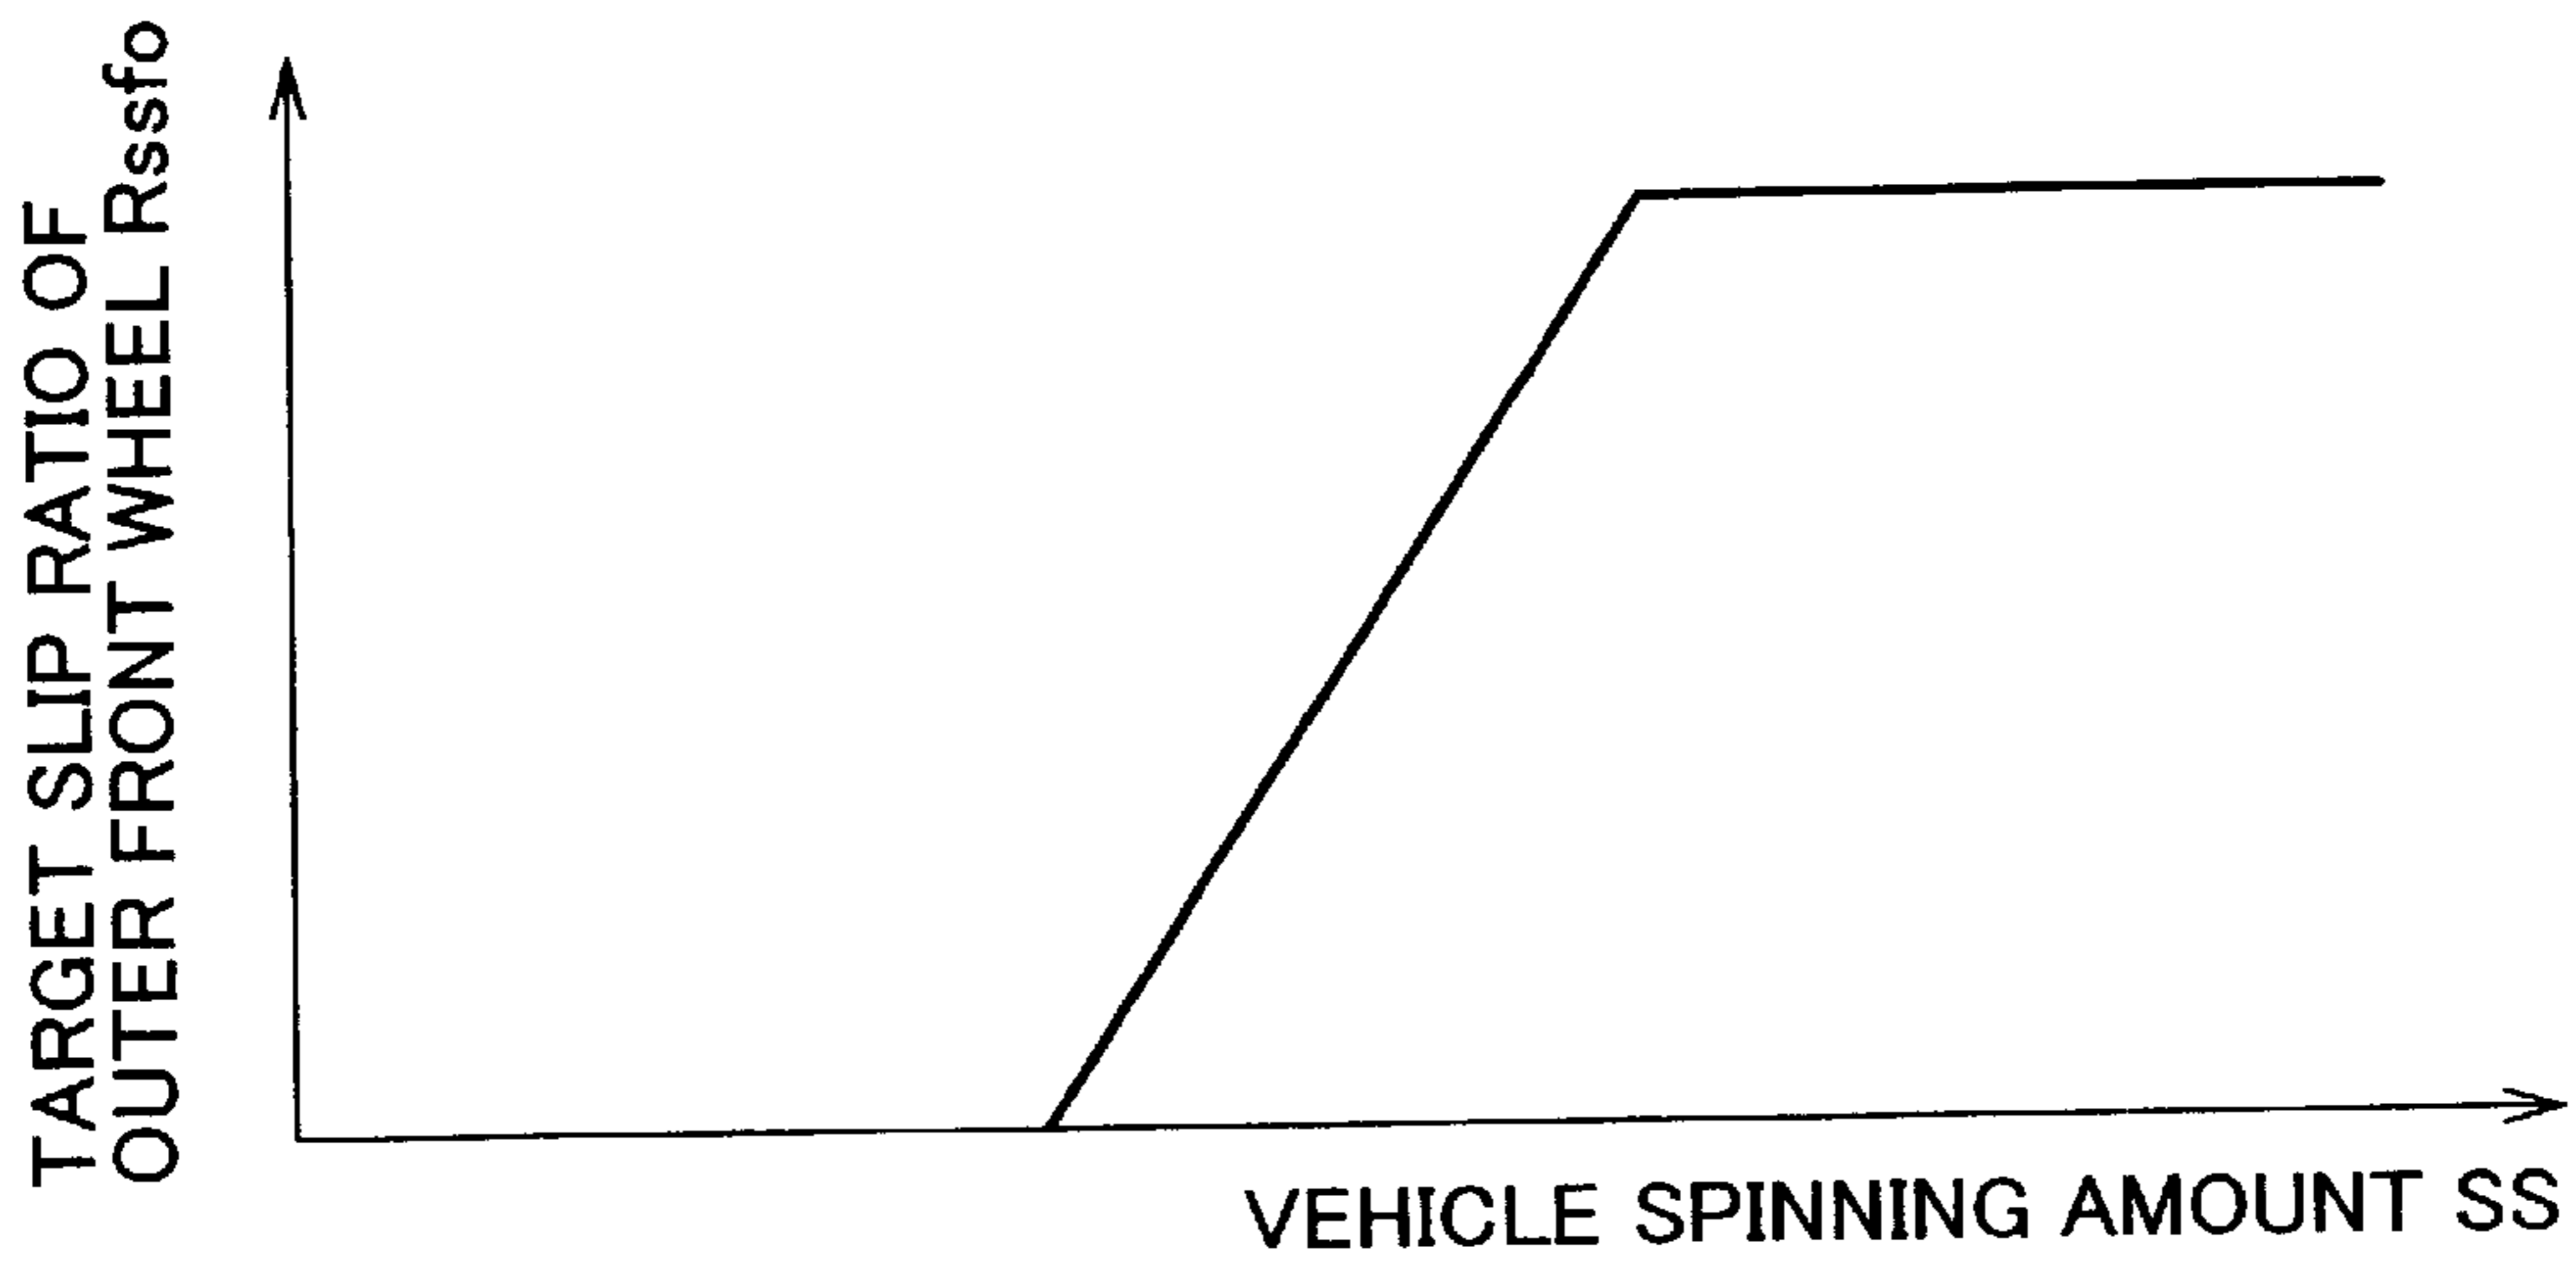 TARGET SLIP RATIO OF
OUTER FRONT WHEEL Rssfo
VEHICLE SPINNING AMOUNT SS